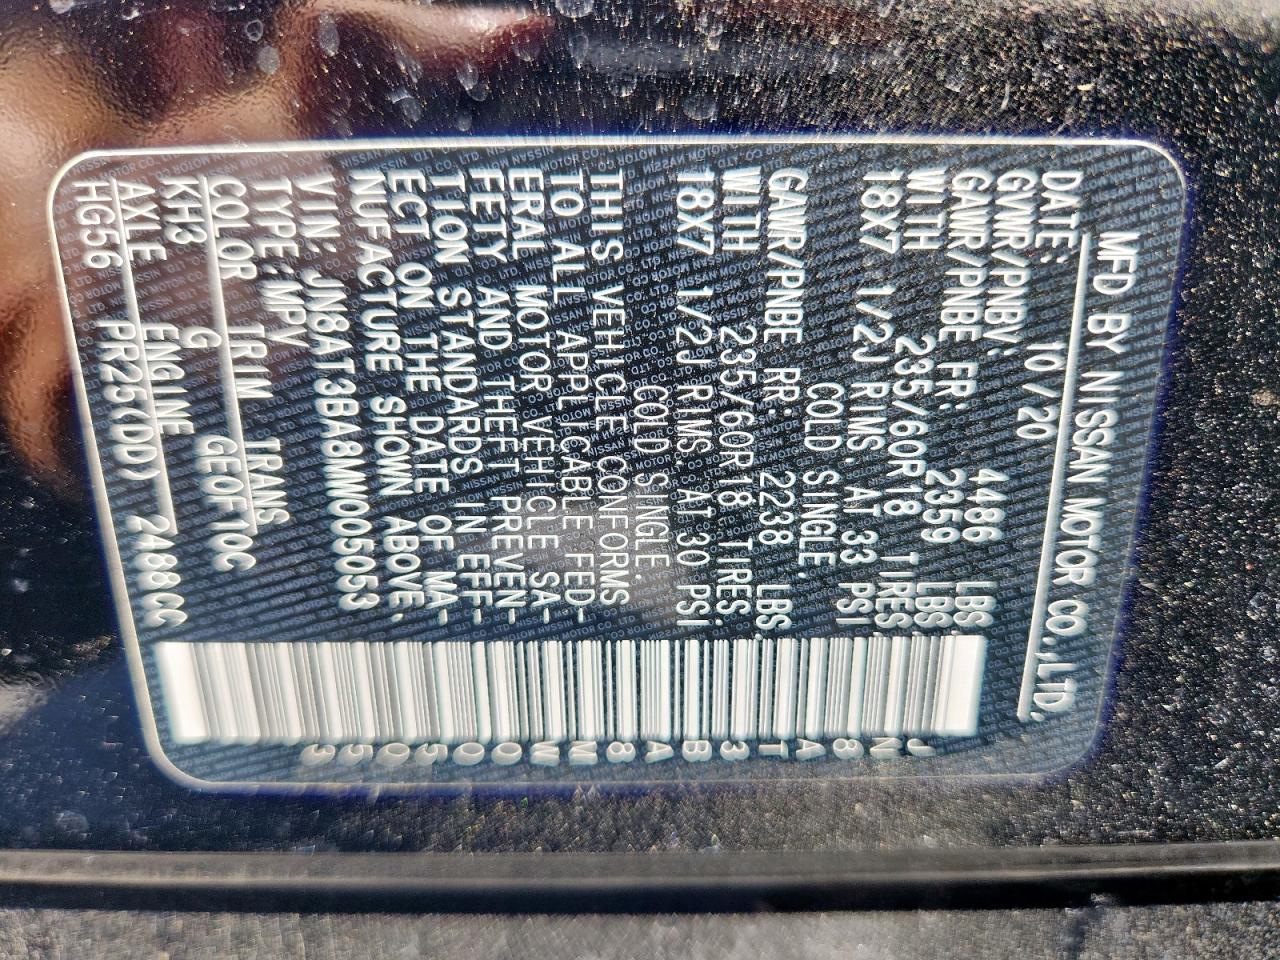 MFD BY NISSAN MOTOR CO.,LTD.
DATE: 10/20
GVWR/PNBV: 4486 LBS.
GAWR/PNBE FR: 2359 LBS.
WITH 235/60R18 TIRES,
18X7 1/2J RIMS, AT 33 PSI
COLD SINGLE.
GAWR/PNBE RR: 2238 LBS.
WITH 235/60R18 TIRES,
18X7 1/2J RIMS, AT 30 PSi
COLD SINGLE.
THIS VEHICLE CONFORMS
TO ALL APPLICABLE FED-
ERAL MOTOR VEHICLE SA-
FETY AND THEFT PREVEN-
TION STANDARDS IN EFF-
ECT ON THE DATE OF MA-
NUFACTURE SHOWN ABOVE.
VIN: JN8AT3BA8MW005053
TYPE: MPV
COLOR TRIM TRANS
KH3 G GEOF10C
AXLE ENGINE
HG56 PR25(DD) 2488CC
JN8AT3BA8MW005053